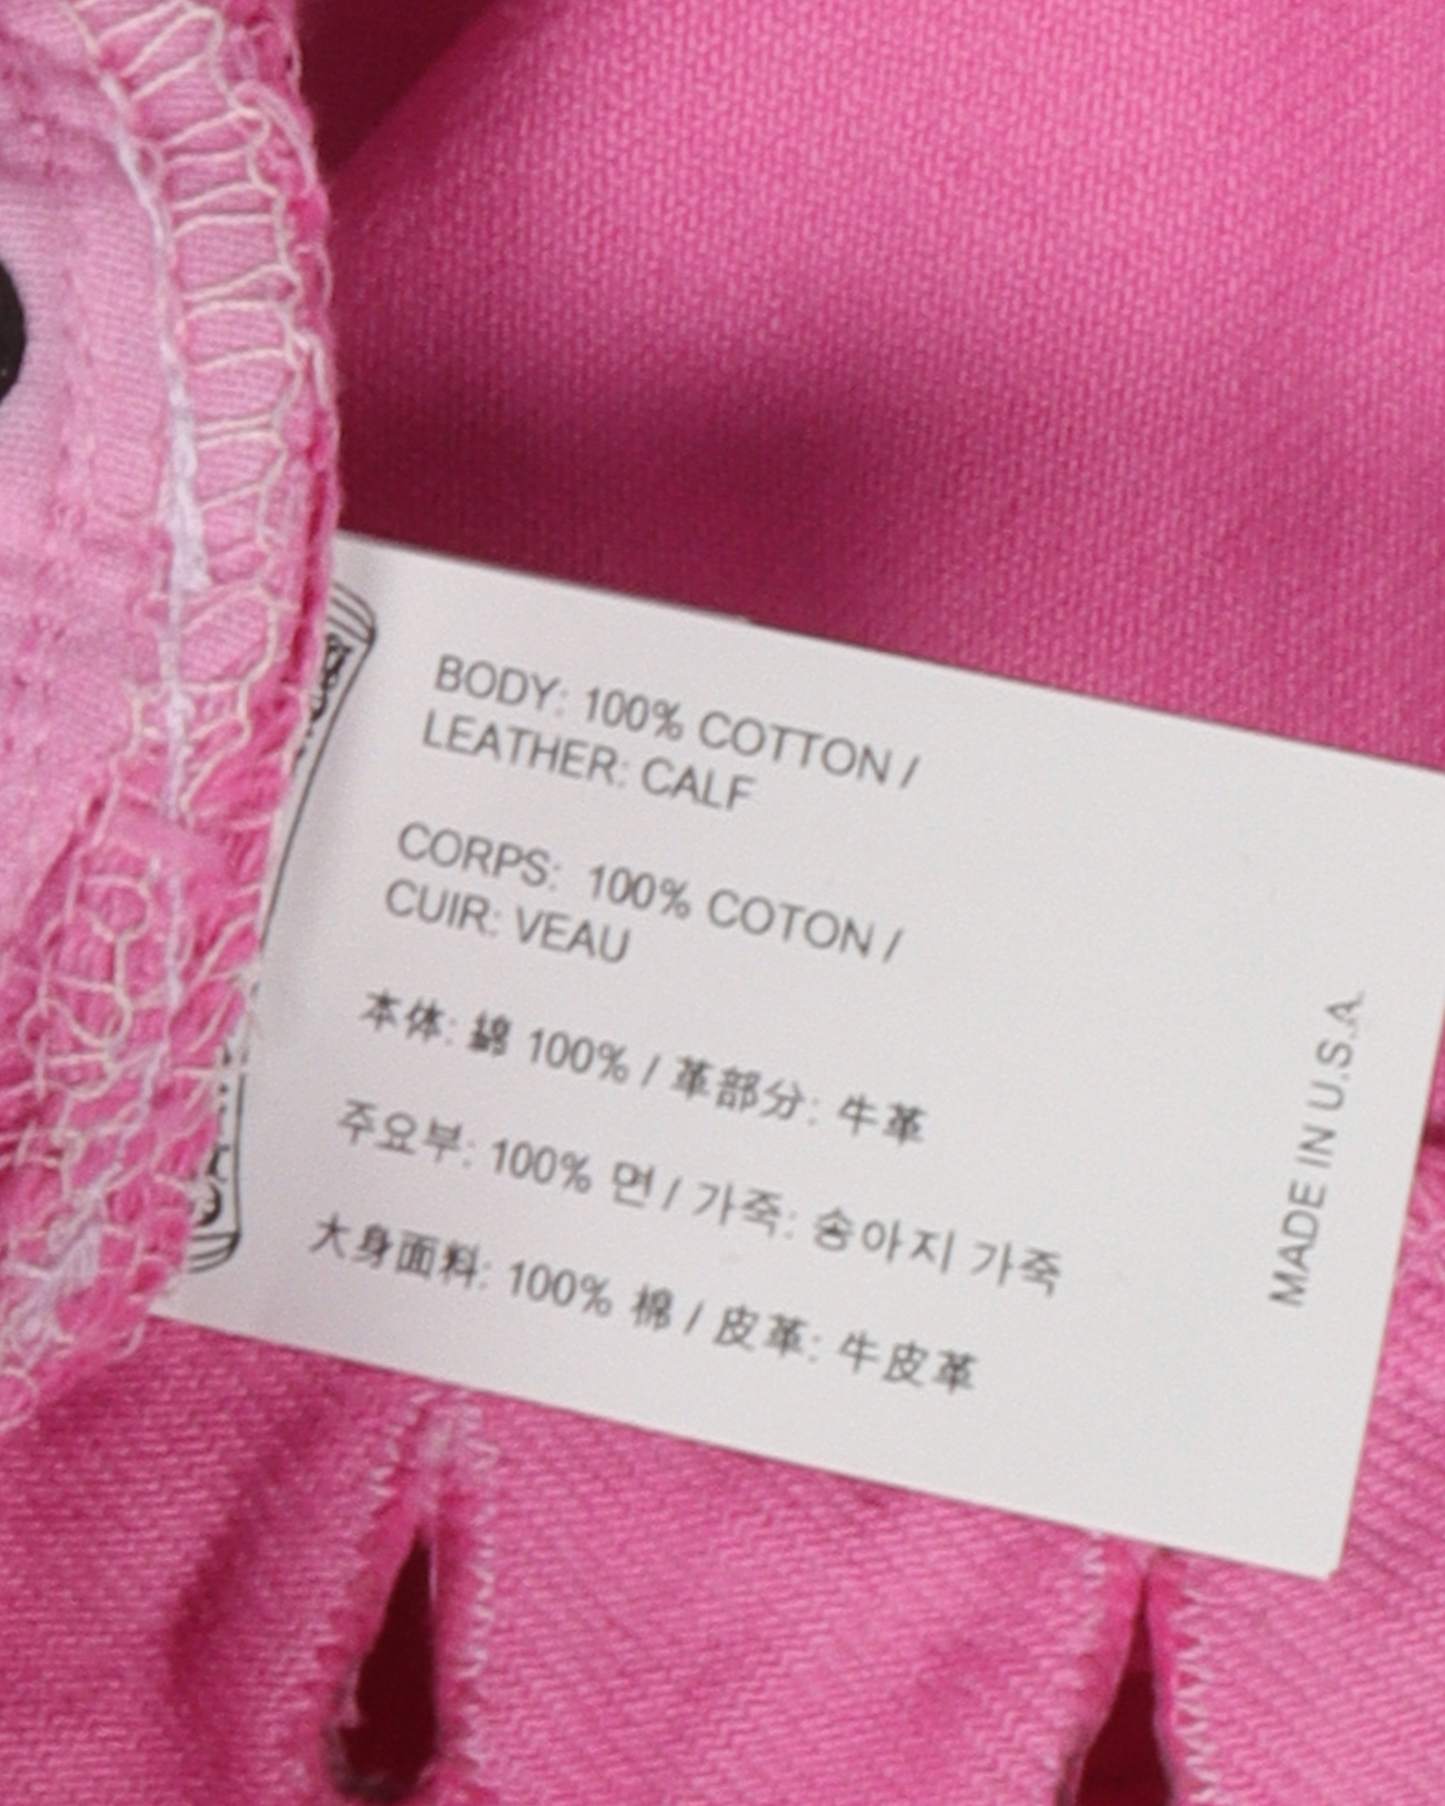 BODY: 100% COTTON /
LEATHER: CALF
CORPS: 100% COTON /
CUIR: VEAU
本体: 綿 100% / 革部分: 牛革
주요부: 100% 면 / 가죽: 송아지 가죽
大身面料: 100% 棉 / 皮革: 牛皮革
MADE IN U.S.A.